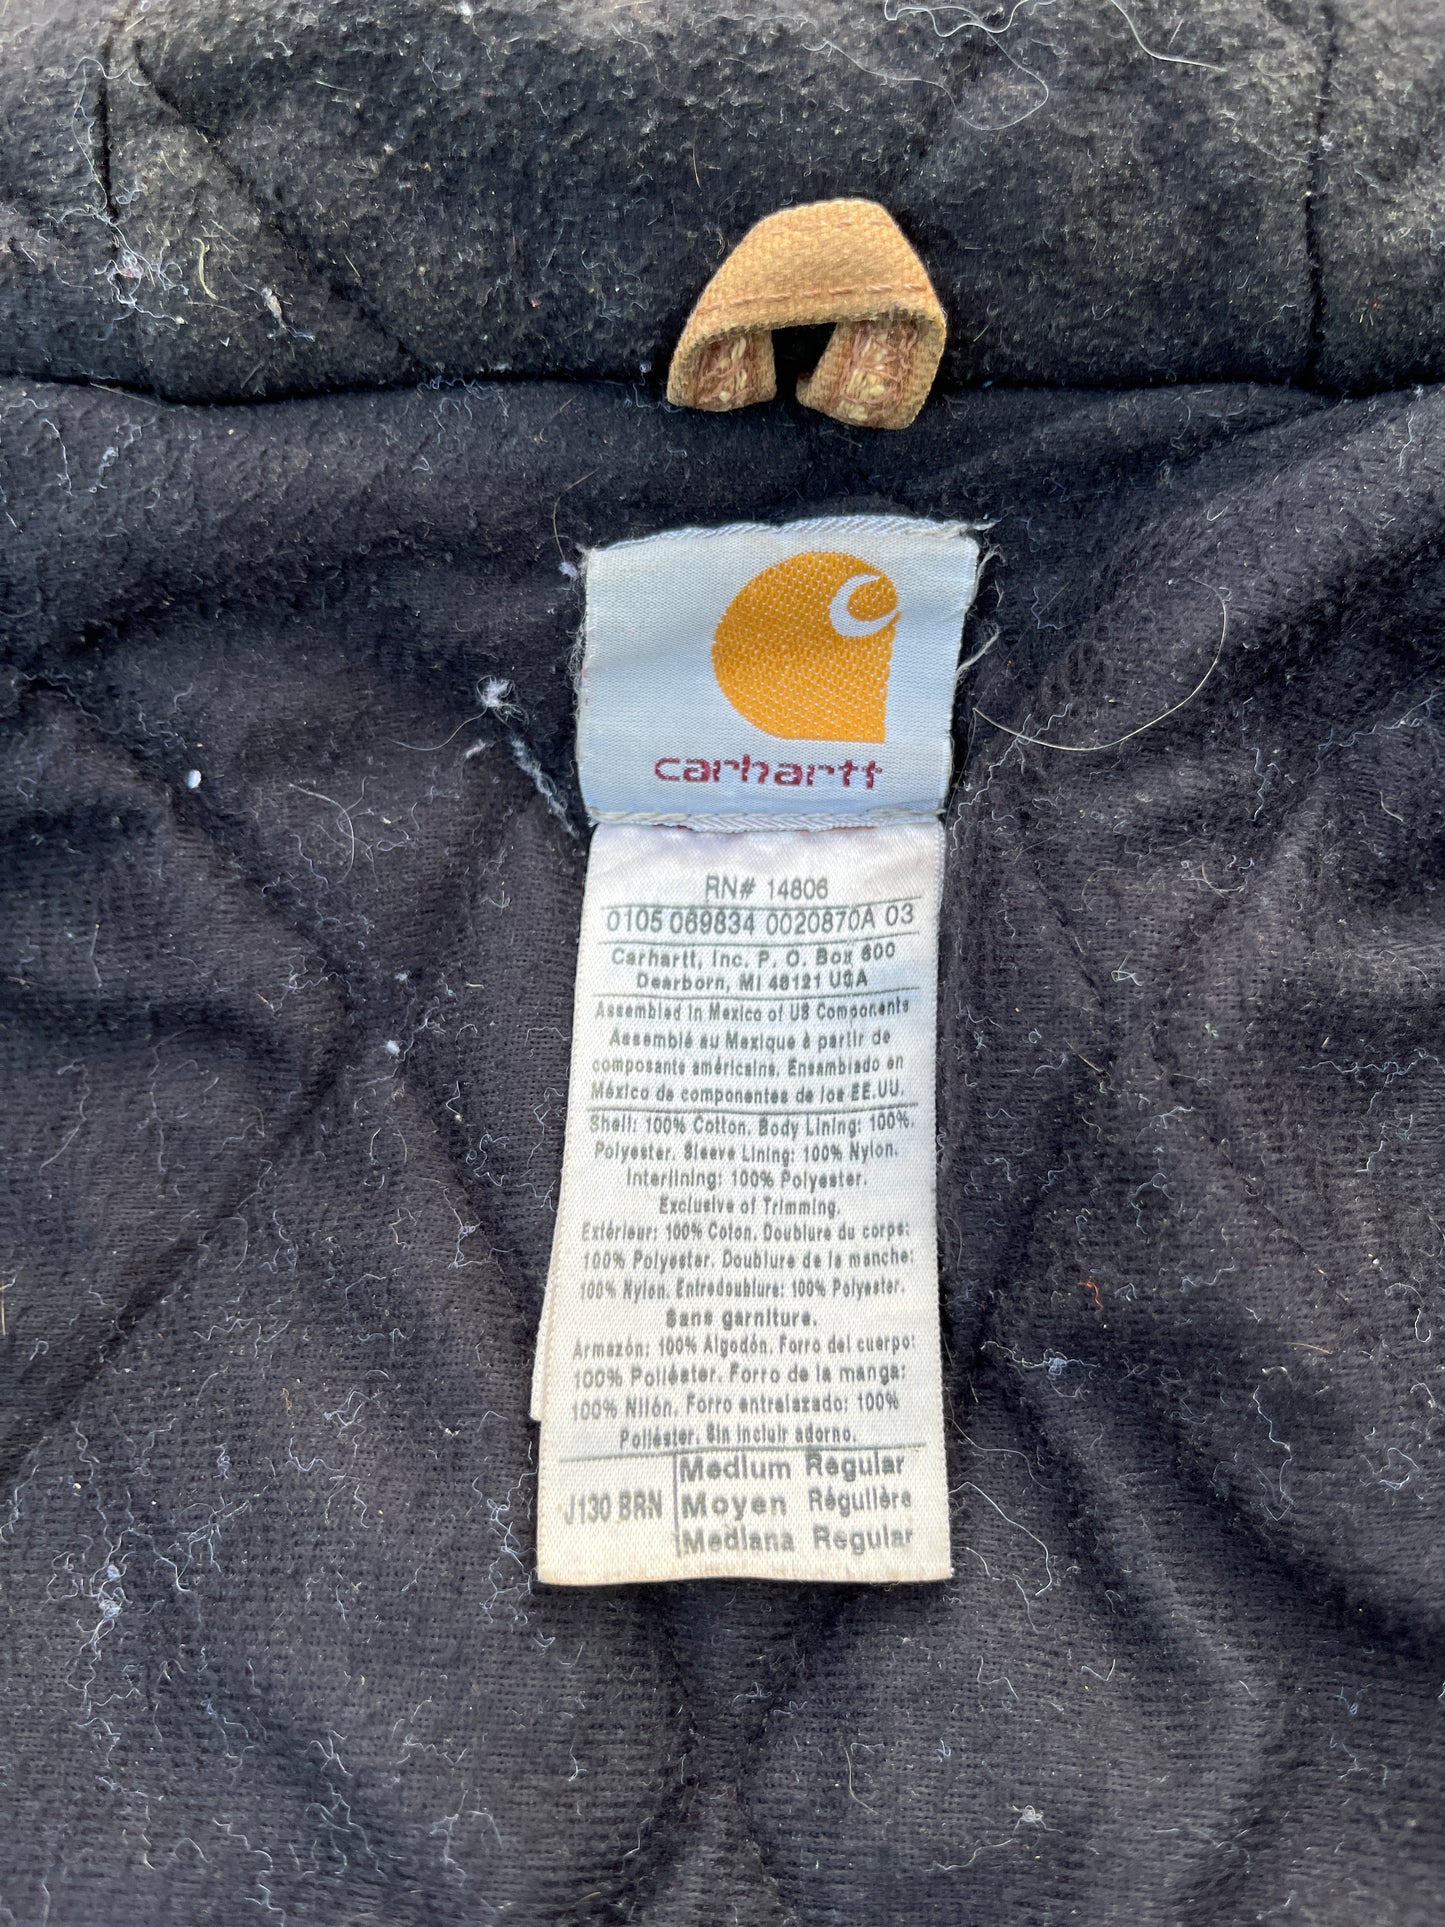 carhartt
RN# 14806
0105 069834 0020870A 03
Carhartt, Inc. P. O. Box 600
Dearborn, MI 48121 USA
Assembled in Mexico of US Components
Assemblé au Mexique à partir de
composants américains. Ensamblado en
México de componentes de los EE.UU.
Shell: 100% Cotton. Body Lining: 100%.
Polyester. Sleeve Lining: 100% Nylon.
Interlining: 100% Polyester.
Exclusive of Trimming.
Extérieur: 100% Coton. Doublure du corps:
100% Polyester. Doublure de la manche:
100% Nylon. Entredoublure: 100% Polyester.
Sans garniture.
Armazón: 100% Algodón. Forro del cuerpo:
100% Poliéster. Forro de la manga:
100% Nilón. Forro entrelazado: 100%
Poliéster. Sin incluir adorno.
J130 BRN
Medium Regular
Moyen Régulière
Mediana Regular